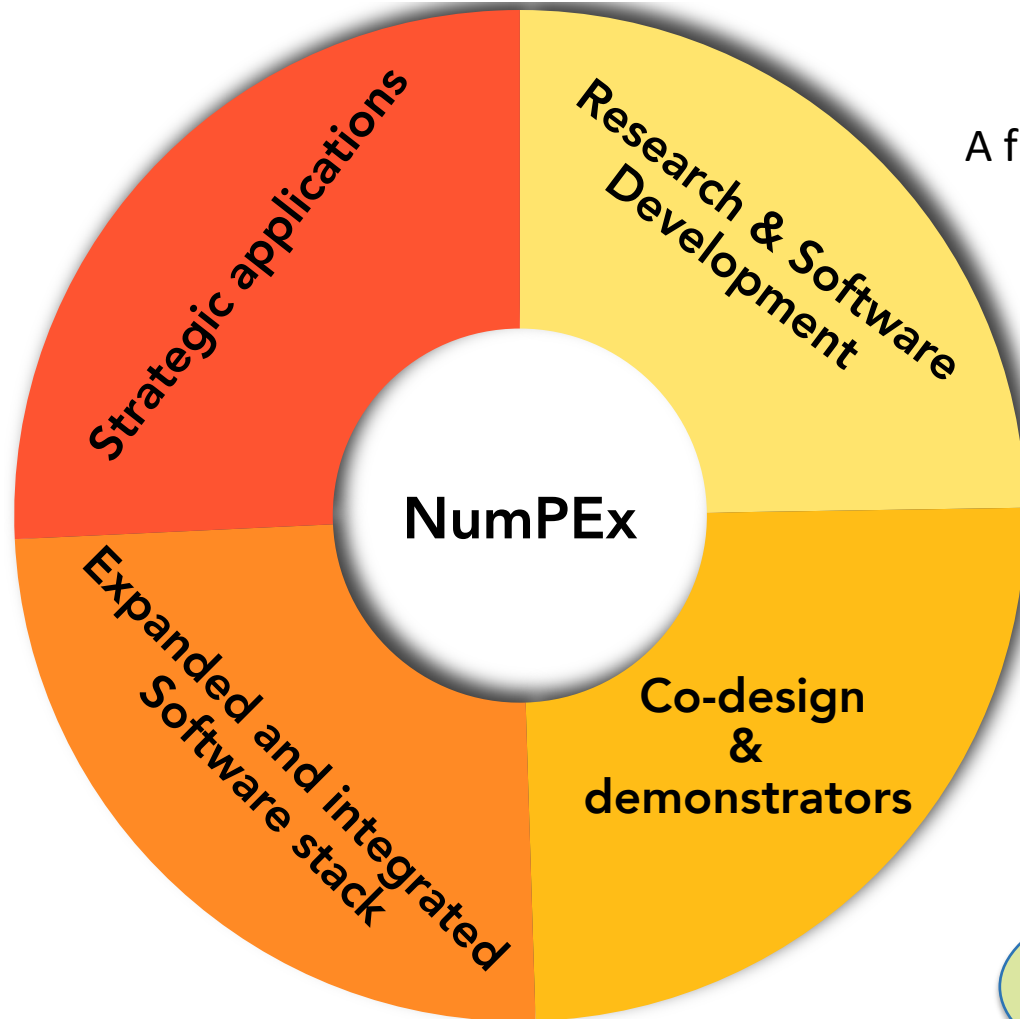 Strategic applications
Research & Software
Development
A f
NumPEx
Expanded and integrated
Software stack
Co-design
&
demonstrators